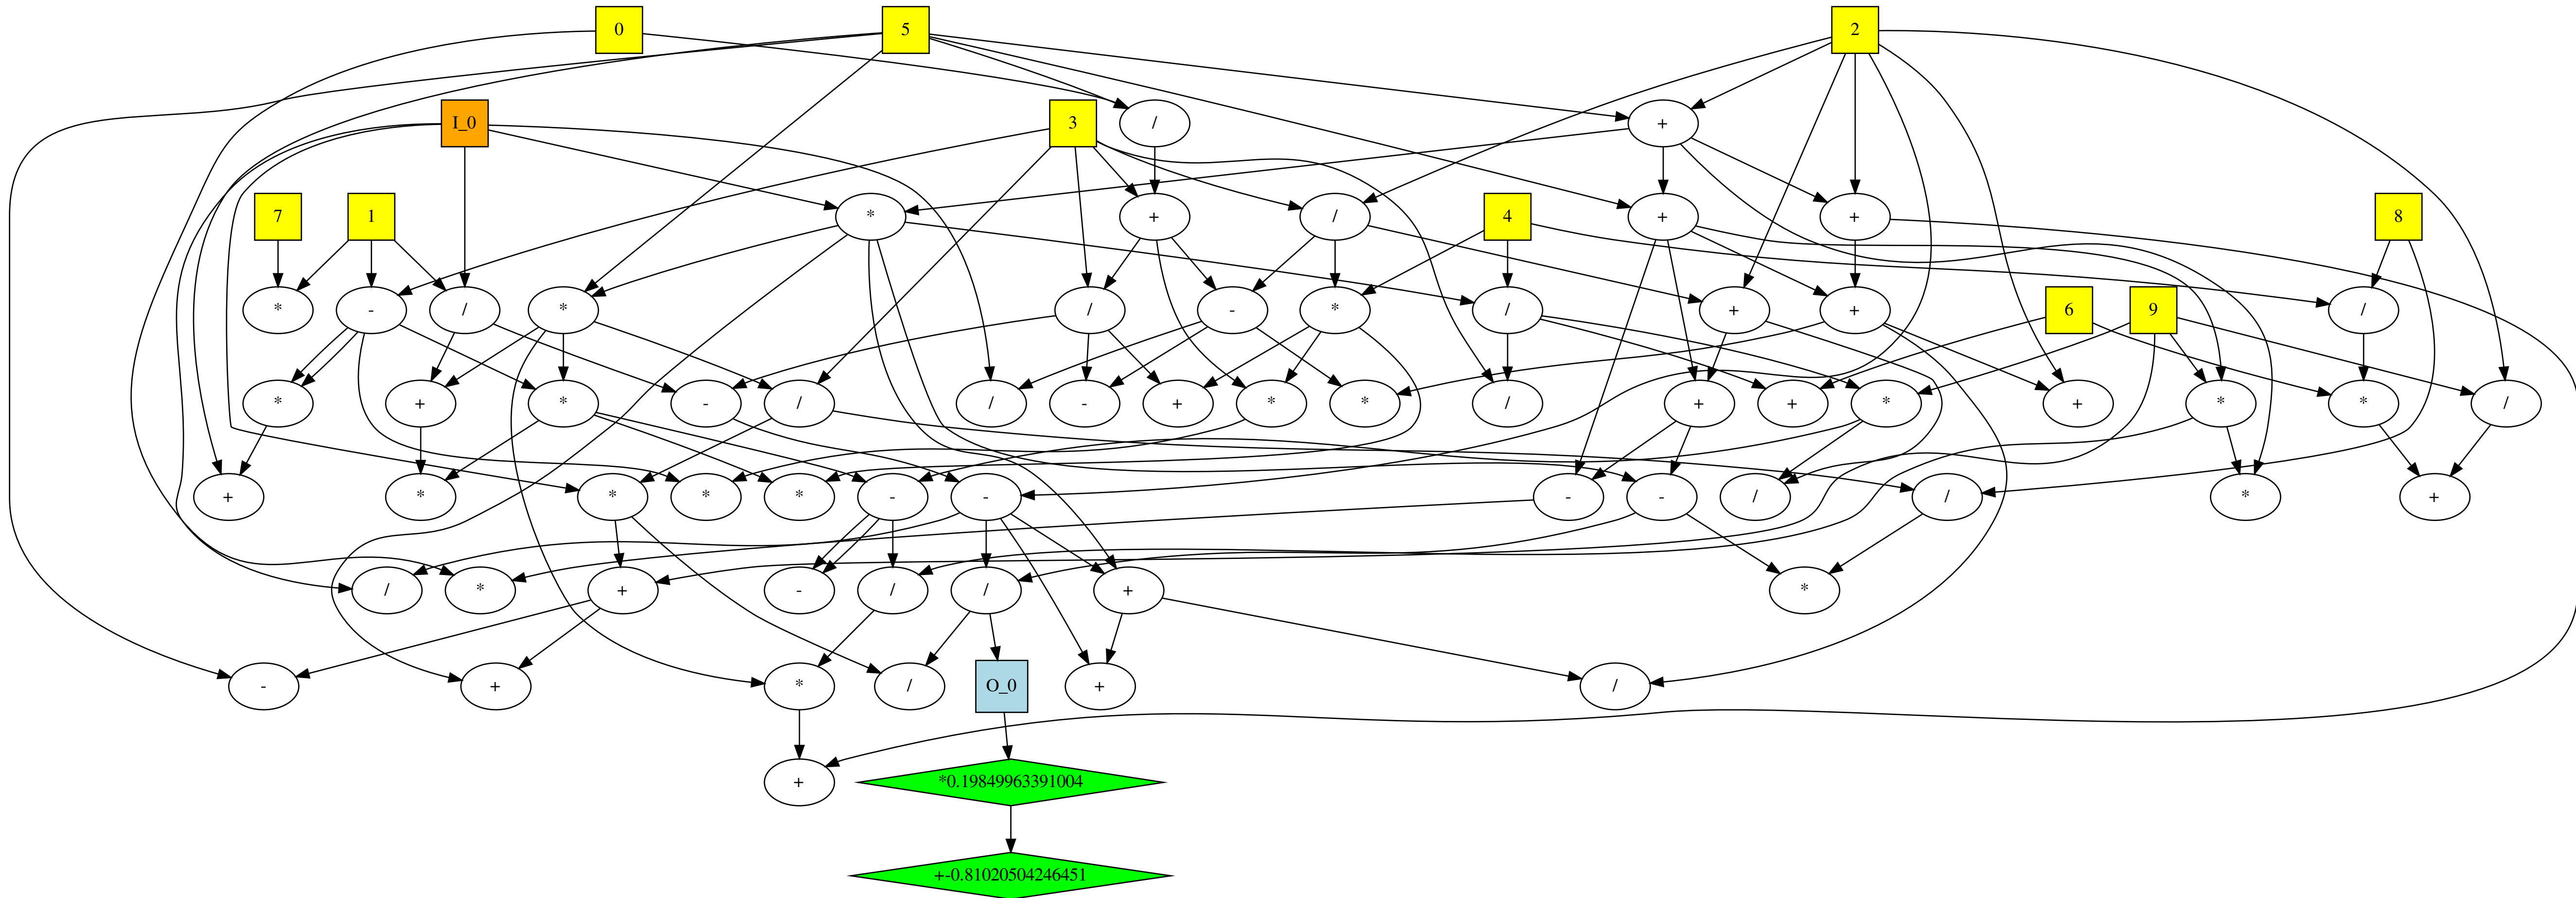 0 5 2
I_0 3 / +
7 1 * + / 4 + + 8
* - / * / - * / + + 6 9 /
* + * - / / - + * * / + + * + * * /
+ * * * * - - - - / / * +
/ * + - / / + *
- + * / O_0 + /
+ *0.19849963391004
+-0.81020504246451